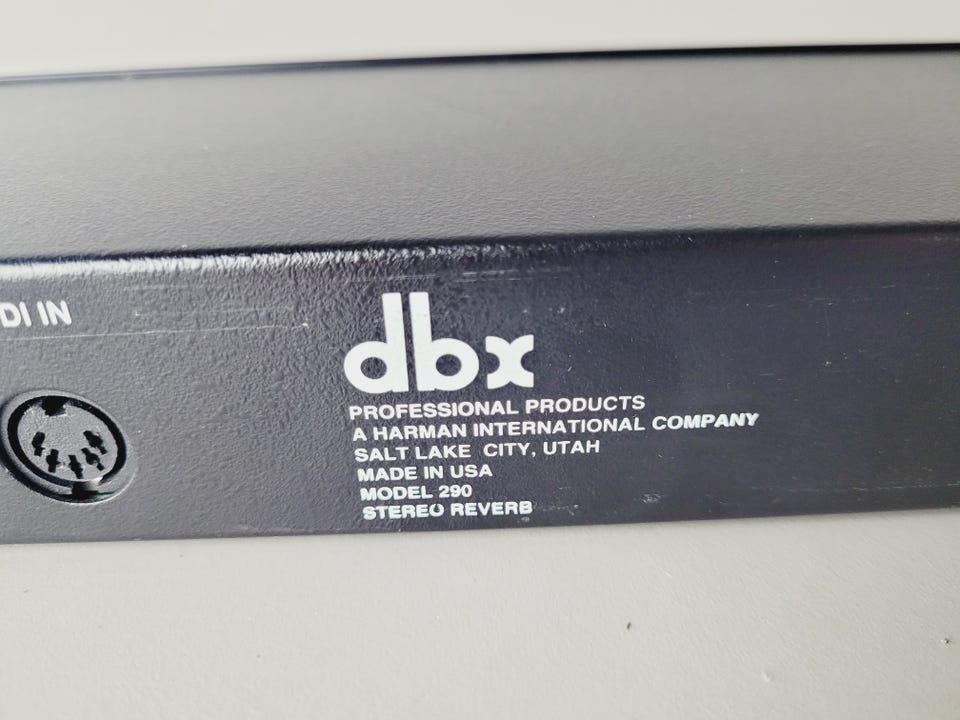 DI IN
dbx
PROFESSIONAL PRODUCTS
A HARMAN INTERNATIONAL COMPANY
SALT LAKE CITY, UTAH
MADE IN USA
MODEL 290
STEREO REVERB